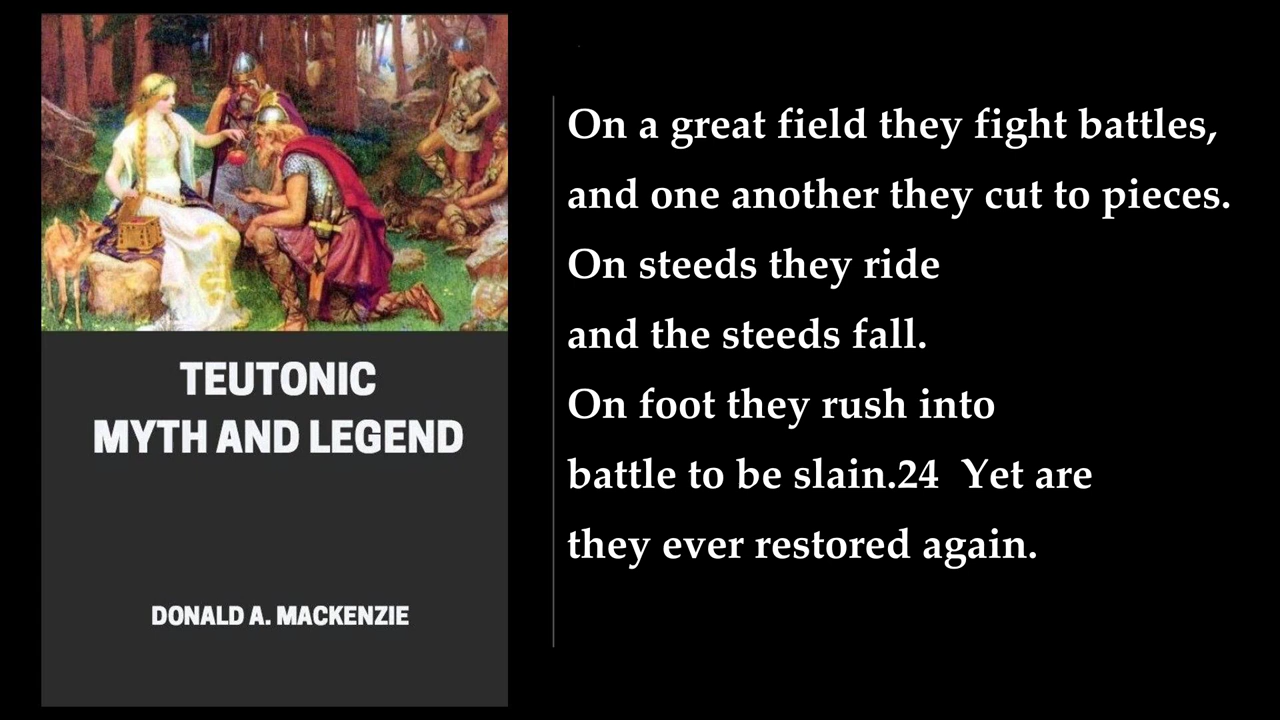 TEUTONIC
MYTH AND LEGEND
DONALD A. MACKENZIE
On a great field they fight battles,
and one another they cut to pieces.
On steeds they ride
and the steeds fall.
On foot they rush into
battle to be slain.24  Yet are
they ever restored again.